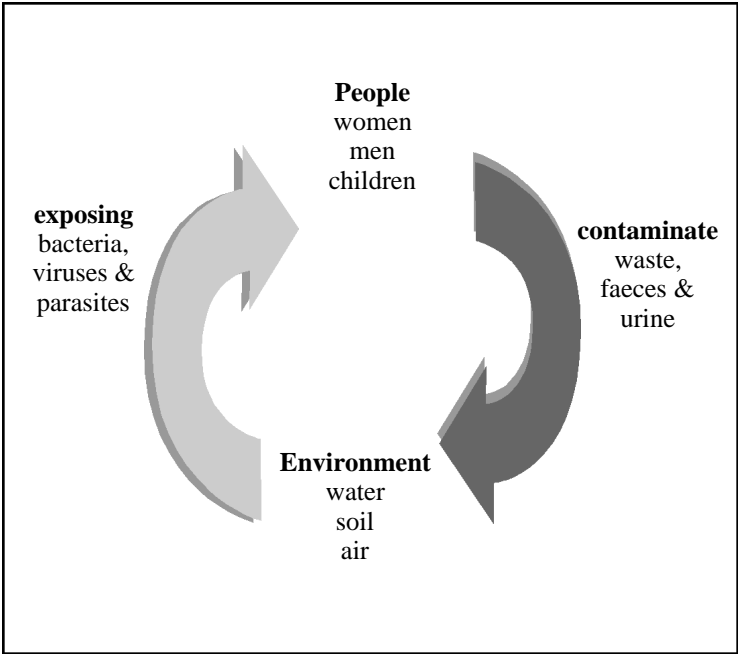 People
women
men
children
exposing
bacteria,
viruses &
parasites
contaminate
waste,
faeces &
urine
Environment
water
soil
air